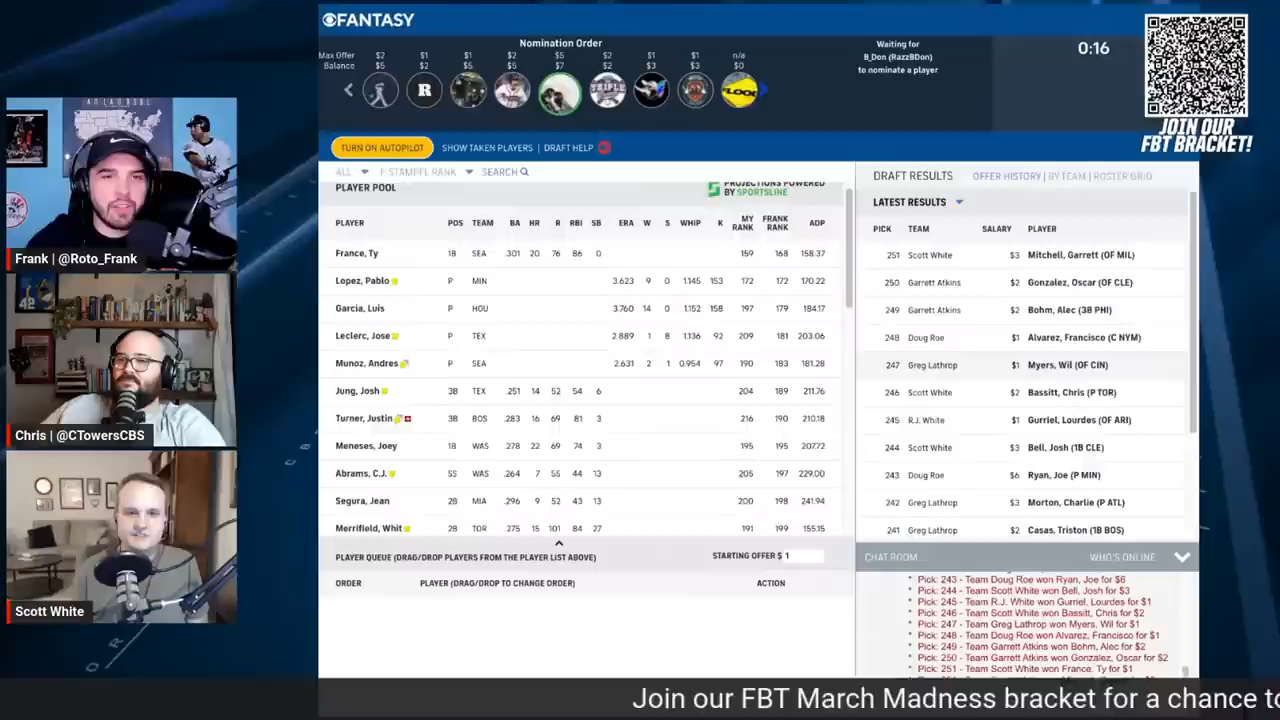 FANTASY
Nomination Order
Max Offer $2 $1 $1 $2 $5 $2 $1 $1 n/a
Balance $5 $2 $5 $5 $7 $2 $3 $3 $0
R
TRIPLE
Waiting for
B_Don (RazzBDon)
to nominate a player
0:16
JOIN OUR
FBT BRACKET!
TURN ON AUTOPILOT SHOW TAKEN PLAYERS | DRAFT HELP
ALL F STAMPFL RANK SEARCH
PLAYER POOL
PROJECTIONS POWERED
BY SPORTSLINE
PLAYER POS TEAM BA HR R RBI SB ERA W S WHIP K MY RANK FRANK RANK ADP
France, Ty 1B SEA .301 20 76 86 0 159 168 158.37
Lopez, Pablo P MIN 3.623 9 0 1.145 153 172 172 170.22
Garcia, Luis P HOU 3.760 14 0 1.152 158 197 179 184.17
Leclerc, Jose P TEX 2.889 1 8 1.136 92 209 181 203.06
Munoz, Andres P SEA 2.631 2 1 0.954 97 190 183 181.28
Jung, Josh 3B TEX .251 14 52 54 6 204 189 211.76
Turner, Justin 3B BOS .283 16 69 81 3 216 190 210.18
Meneses, Joey 1B WAS .278 22 69 74 3 195 195 207.72
Abrams, C.J. SS WAS .264 7 55 44 13 205 197 229.00
Segura, Jean 2B MIA .296 9 52 43 13 200 198 241.94
Merrifield, Whit 2B TOR .275 15 101 84 27 191 199 155.15
PLAYER QUEUE (DRAG/DROP PLAYERS FROM THE PLAYER LIST ABOVE) STARTING OFFER $ 1
ORDER PLAYER (DRAG/DROP TO CHANGE ORDER) ACTION
DRAFT RESULTS OFFER HISTORY | BY TEAM | ROSTER GRID
LATEST RESULTS
PICK TEAM SALARY PLAYER
251 Scott White $3 Mitchell, Garrett (OF MIL)
250 Garrett Atkins $2 Gonzalez, Oscar (OF CLE)
249 Garrett Atkins $2 Bohm, Alec (3B PHI)
248 Doug Roe $1 Alvarez, Francisco (C NYM)
247 Greg Lathrop $1 Myers, Wil (OF CIN)
246 Scott White $2 Bassitt, Chris (P TOR)
245 R.J. White $1 Gurriel, Lourdes (OF ARI)
244 Scott White $3 Bell, Josh (1B CLE)
243 Doug Roe $6 Ryan, Joe (P MIN)
242 Greg Lathrop $3 Morton, Charlie (P ATL)
241 Greg Lathrop $2 Casas, Triston (1B BOS)
CHAT ROOM WHO'S ONLINE
* Pick: 243 - Team Doug Roe won Ryan, Joe for $6
* Pick: 244 - Team Scott White won Bell, Josh for $3
* Pick: 245 - Team R.J. White won Gurriel, Lourdes for $1
* Pick: 246 - Team Scott White won Bassitt, Chris for $2
* Pick: 247 - Team Greg Lathrop won Myers, Wil for $1
* Pick: 248 - Team Doug Roe won Alvarez, Francisco for $1
* Pick: 249 - Team Garrett Atkins won Bohm, Alec for $2
* Pick: 250 - Team Garrett Atkins won Gonzalez, Oscar for $2
* Pick: 251 - Team Scott White won France, Ty for $1
Frank | @Roto_Frank
42
Chris | @CTowersCBS
Scott White
Join our FBT March Madness bracket for a chance to